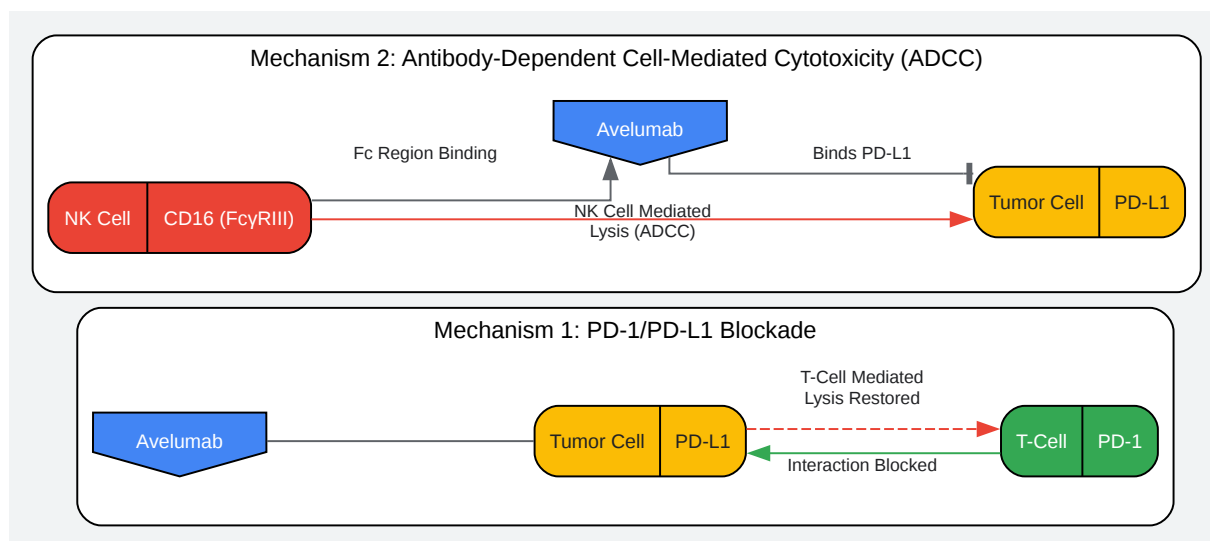 Mechanism 2: Antibody-Dependent Cell-Mediated Cytotoxicity (ADCC)
Avelumab
Fc Region Binding
Binds PD-L1
NK Cell
CD16 (FcγRIII)
NK Cell Mediated
Lysis (ADCC)
Tumor Cell
PD-L1
Mechanism 1: PD-1/PD-L1 Blockade
T-Cell Mediated
Lysis Restored
Avelumab
Tumor Cell
PD-L1
T-Cell
PD-1
Interaction Blocked